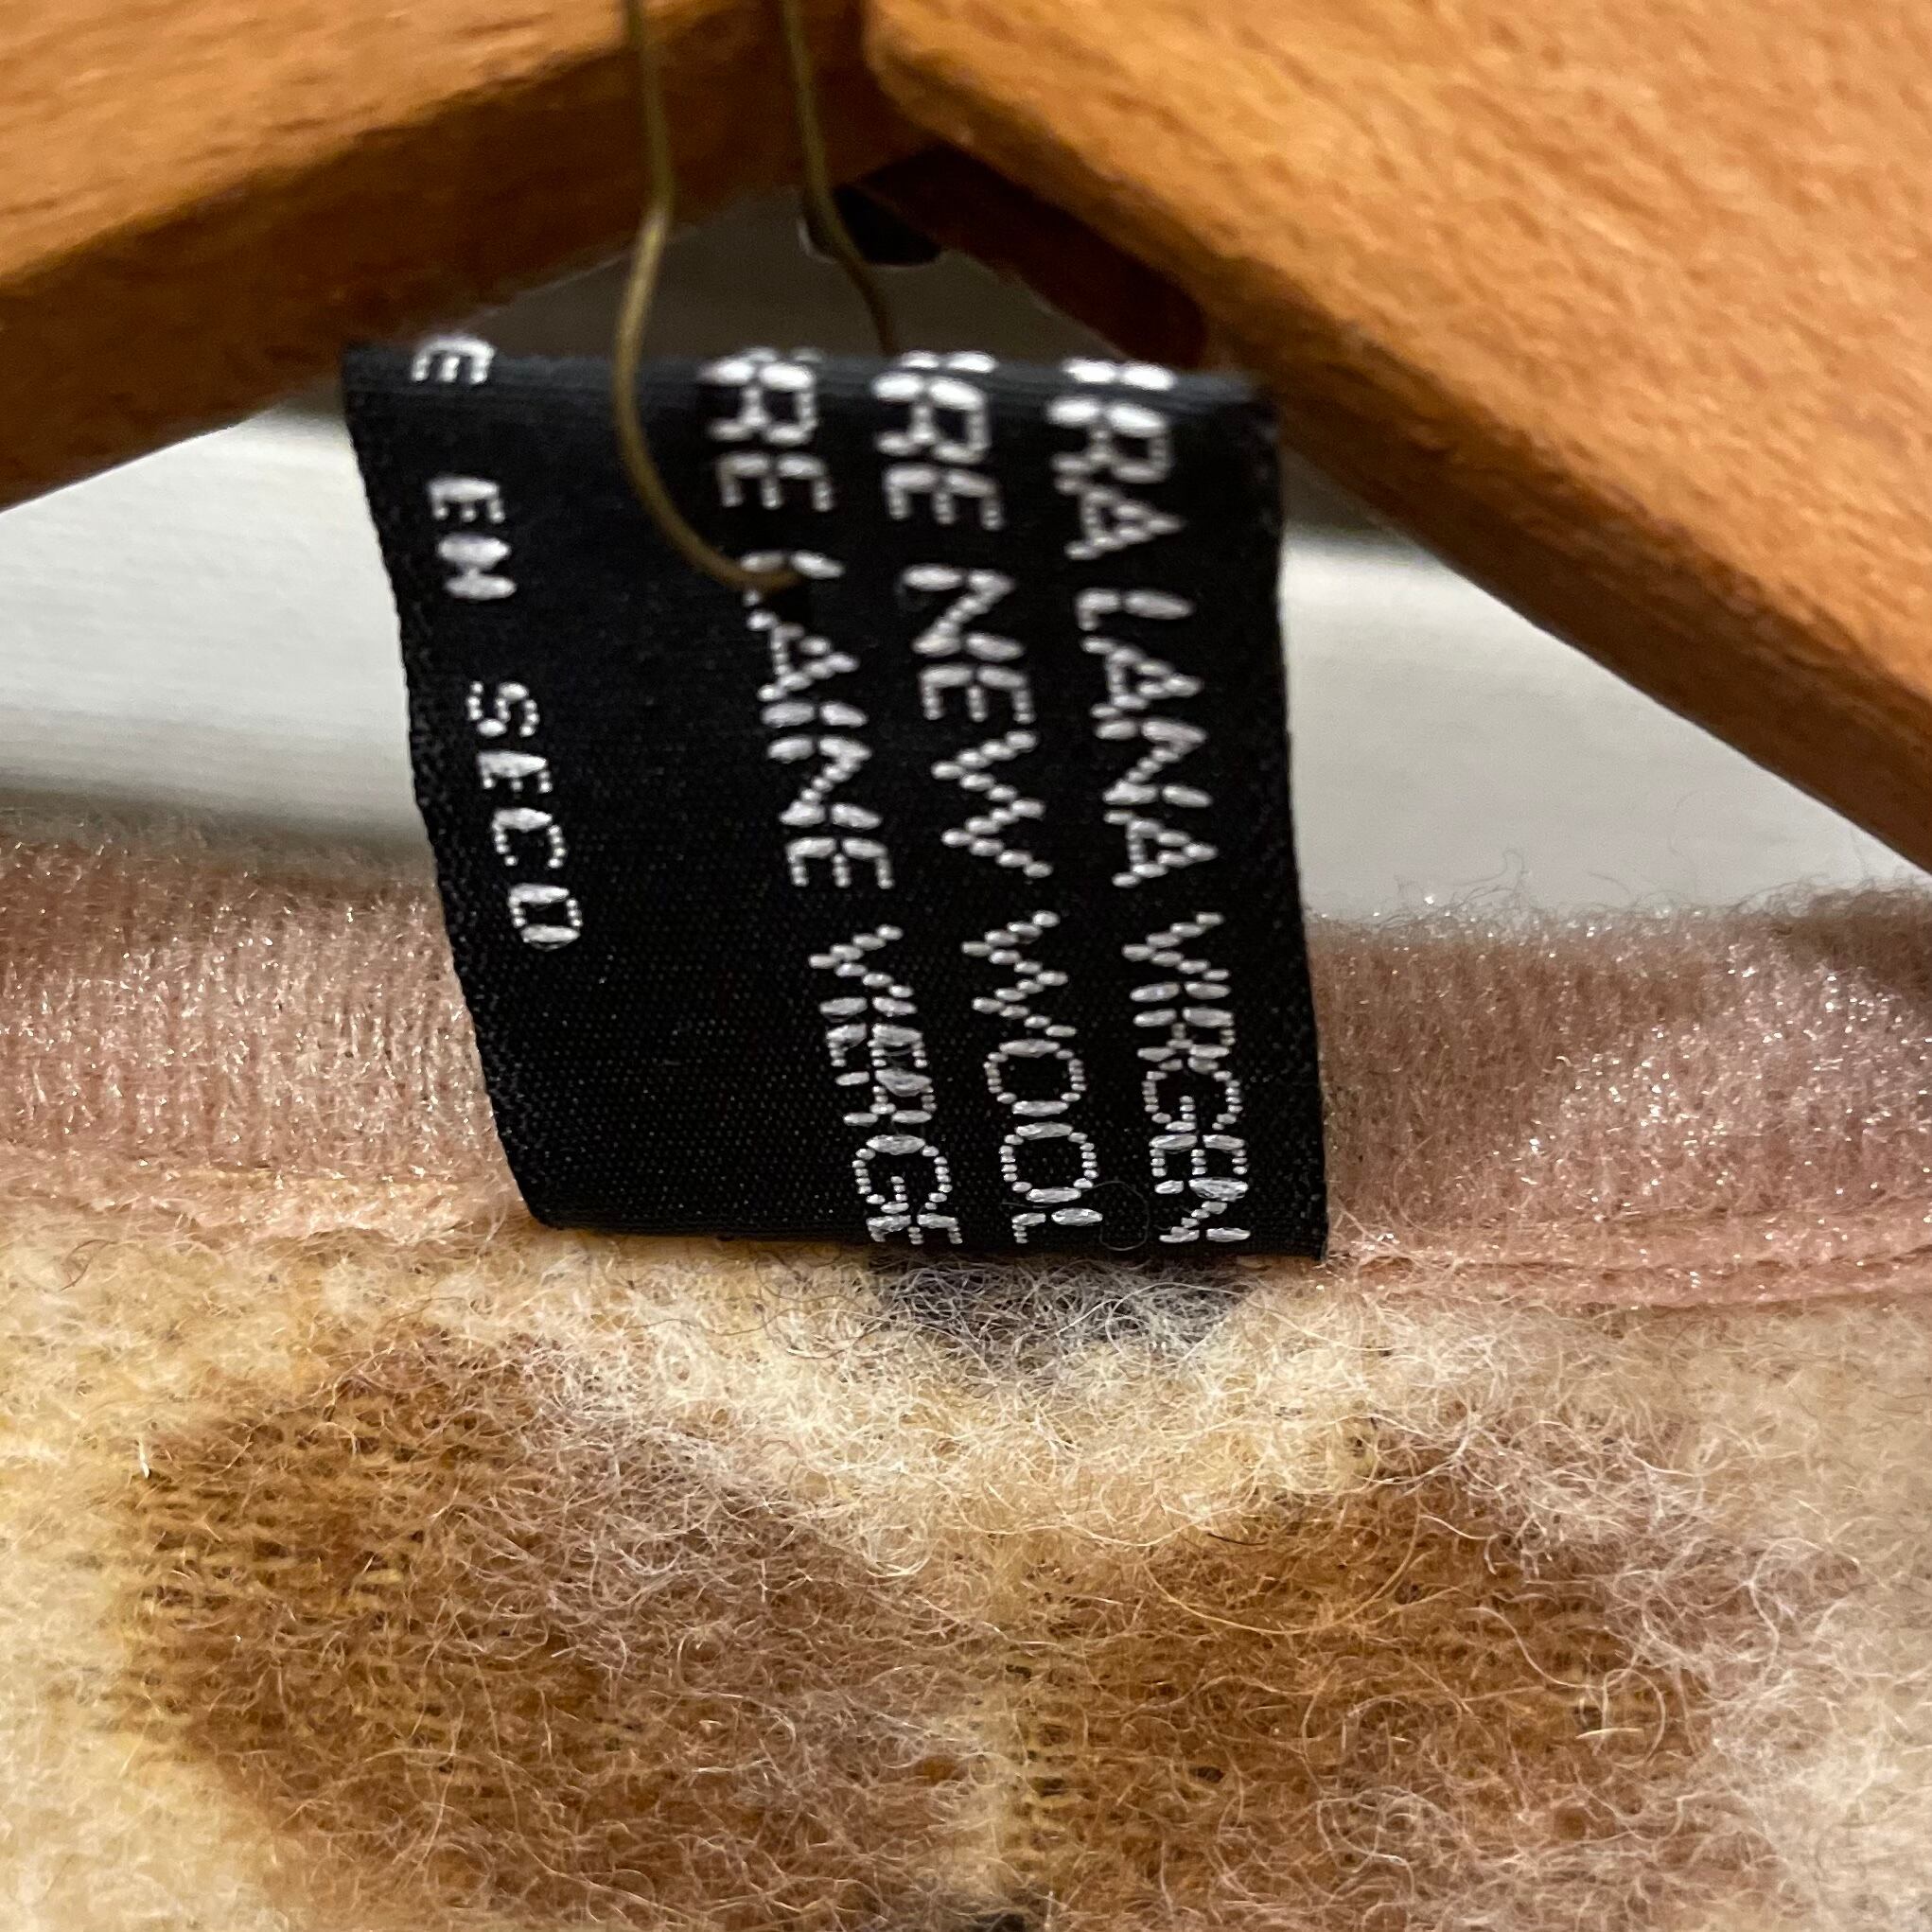 RA LANA VIRGEN
RE NEW WOOL
RE LAINE VIERGE
E EN SECO